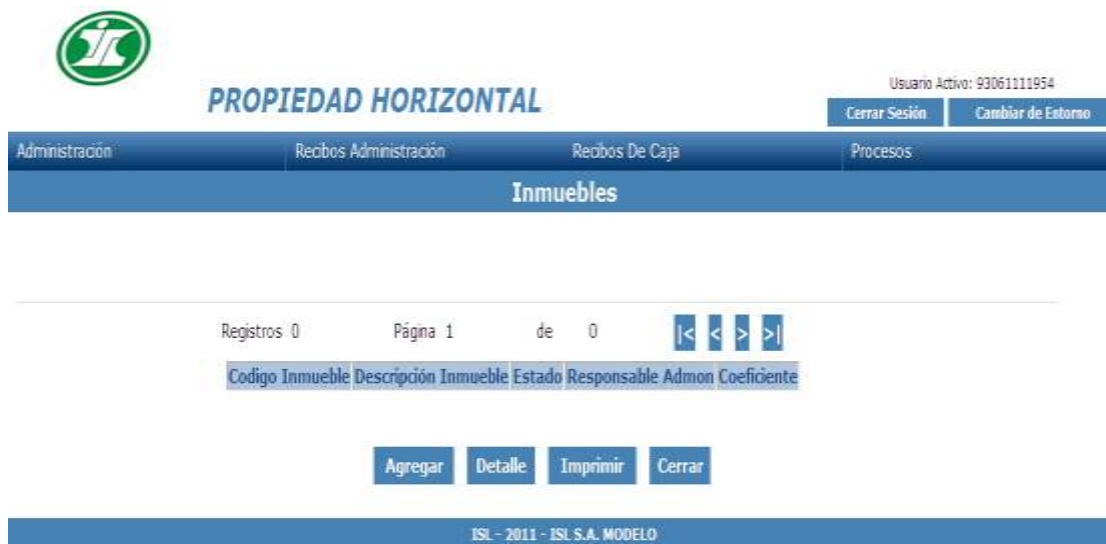 Usuario Activo: 93061111954
PROPIEDAD HORIZONTAL
Cerrar Sesión Cambiar de Entorno
Administración Recibos Administración Recibos De Caja Procesos
Inmuebles
Registros 0 Página 1 de 0 |< < > >|
Codigo Inmueble Descripción Inmueble Estado Responsable Admon Coeficiente
Agregar Detalle Imprimir Cerrar
ISL - 2011 - ISL S.A. MODELO